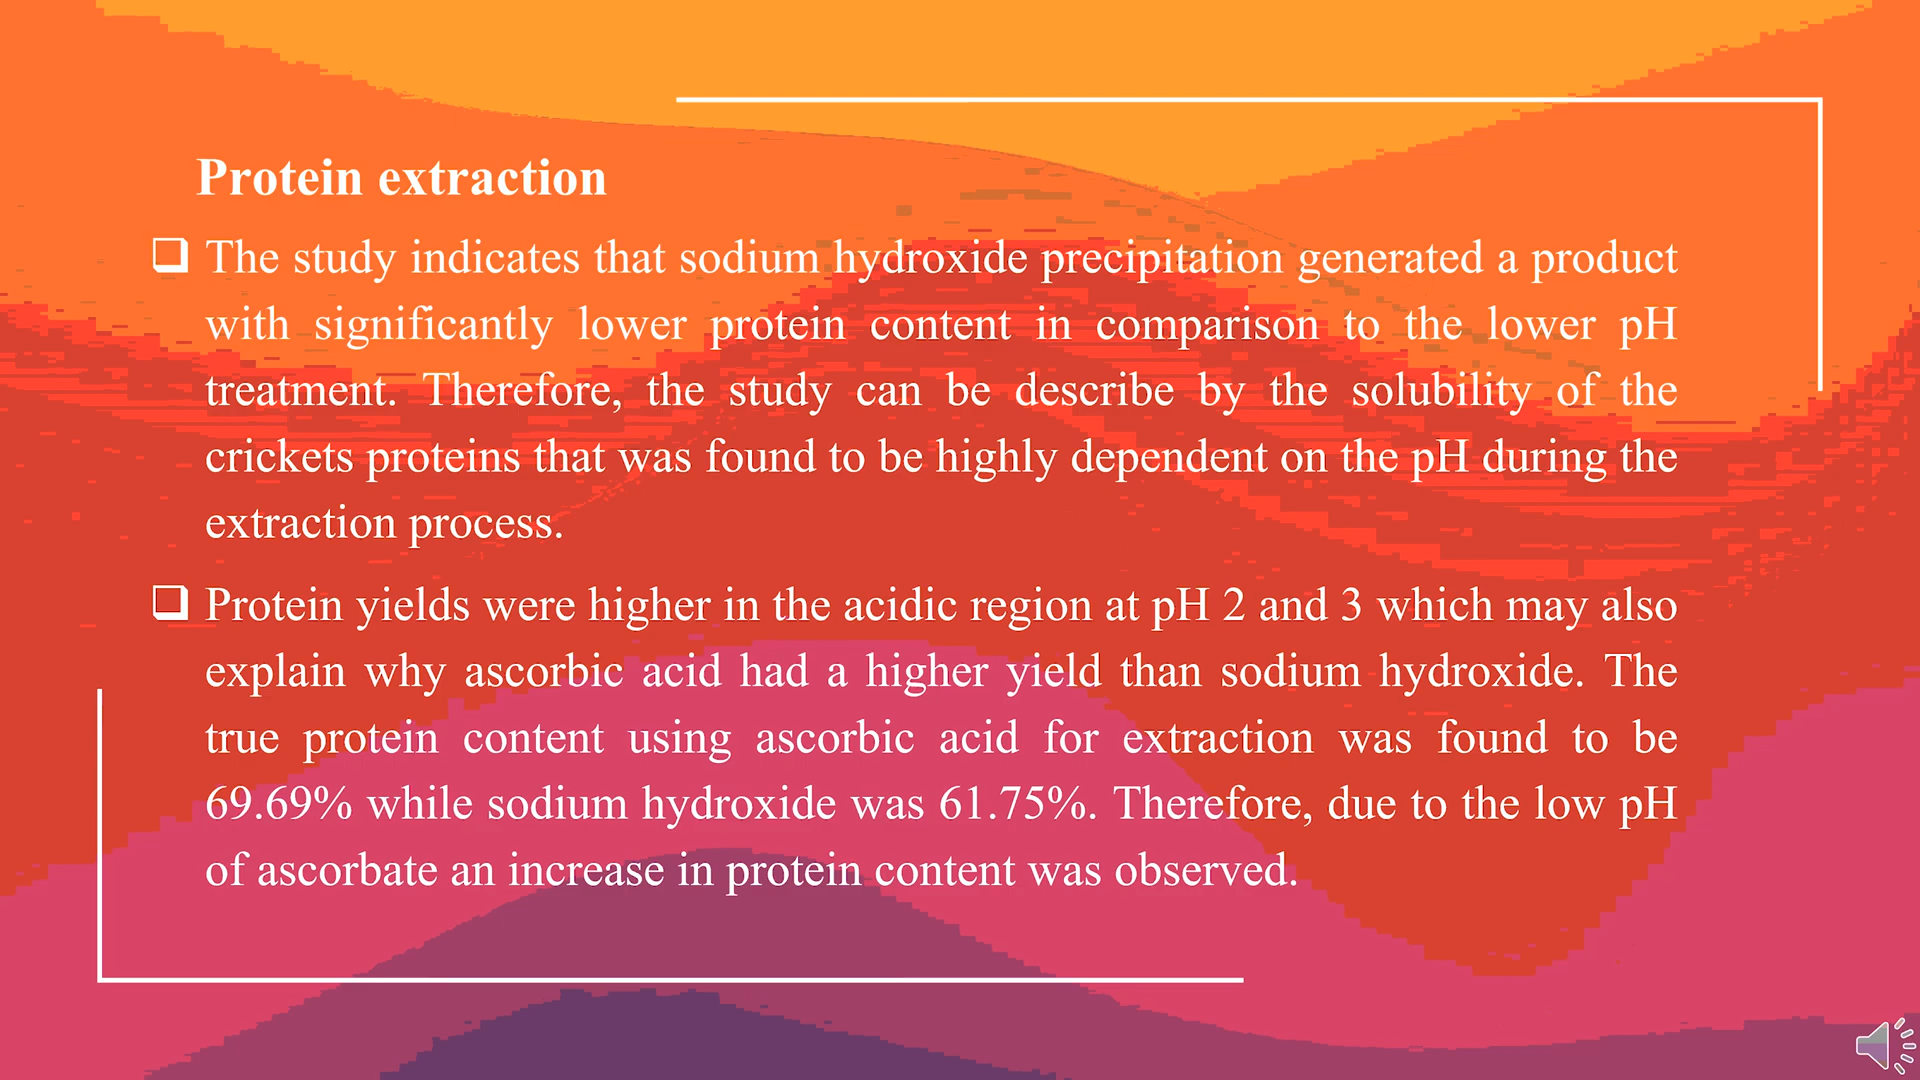 Protein extraction
❑ The study indicates that sodium hydroxide precipitation generated a product
with significantly lower protein content in comparison to the lower pH
treatment. Therefore, the study can be describe by the solubility of the
crickets proteins that was found to be highly dependent on the pH during the
extraction process.
❑ Protein yields were higher in the acidic region at pH 2 and 3 which may also
explain why ascorbic acid had a higher yield than sodium hydroxide. The
true protein content using ascorbic acid for extraction was found to be
69.69% while sodium hydroxide was 61.75%. Therefore, due to the low pH
of ascorbate an increase in protein content was observed.